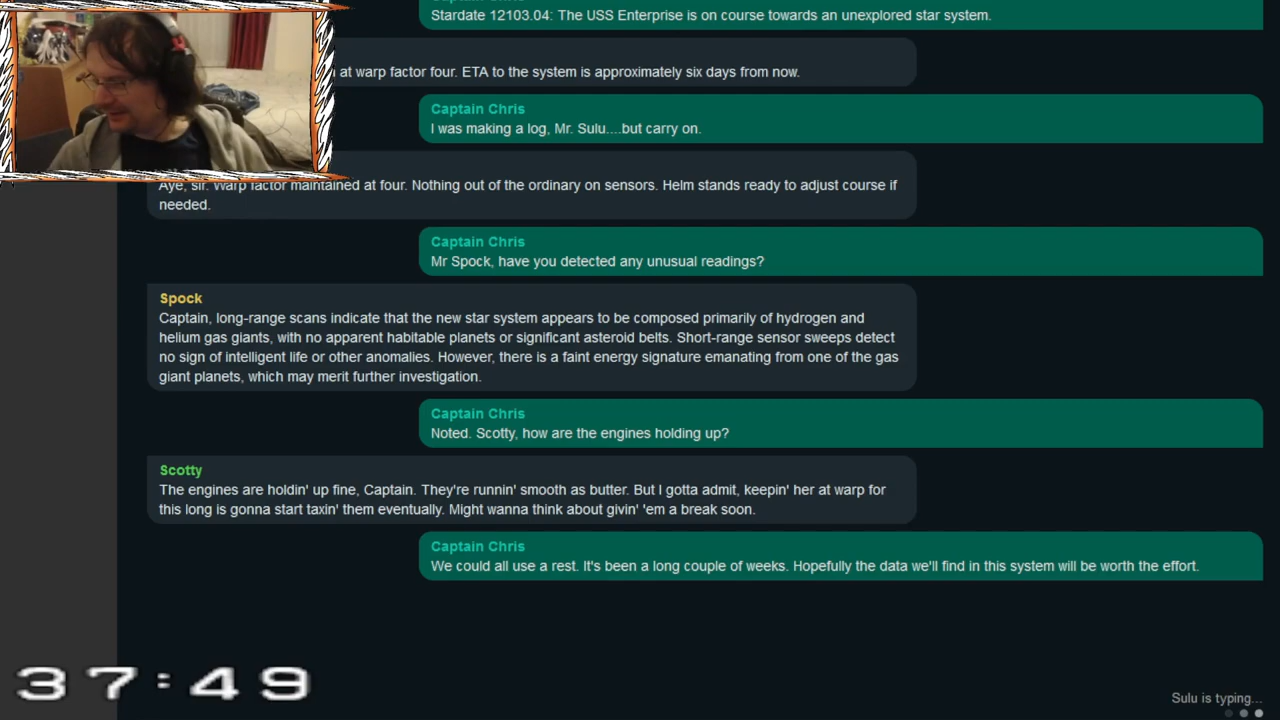 Captain Chris
Stardate 12103.04: The USS Enterprise is on course towards an unexplored star system.
at warp factor four. ETA to the system is approximately six days from now.
Captain Chris
I was making a log, Mr. Sulu....but carry on.
Aye, sir. Warp factor maintained at four. Nothing out of the ordinary on sensors. Helm stands ready to adjust course if
needed.
Captain Chris
Mr Spock, have you detected any unusual readings?
Spock
Captain, long-range scans indicate that the new star system appears to be composed primarily of hydrogen and
helium gas giants, with no apparent habitable planets or significant asteroid belts. Short-range sensor sweeps detect
no sign of intelligent life or other anomalies. However, there is a faint energy signature emanating from one of the gas
giant planets, which may merit further investigation.
Captain Chris
Noted. Scotty, how are the engines holding up?
Scotty
The engines are holdin' up fine, Captain. They're runnin' smooth as butter. But I gotta admit, keepin' her at warp for
this long is gonna start taxin' them eventually. Might wanna think about givin' 'em a break soon.
Captain Chris
We could all use a rest. It's been a long couple of weeks. Hopefully the data we'll find in this system will be worth the effort.
37:49
Sulu is typing...